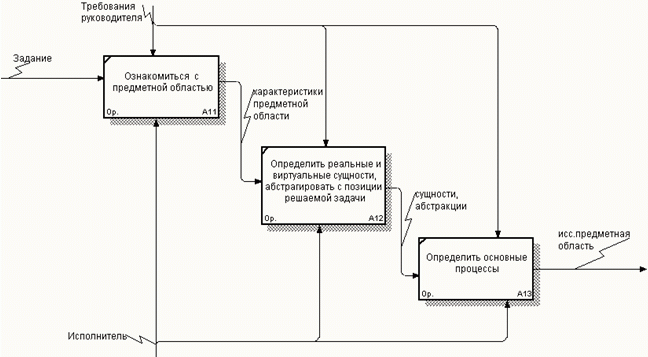 Требования
руководителя
Задание
Ознакомиться с
предметной областью
0р.
A11
характеристики
предметной
области
Определить реальные и
виртуальные сущности,
абстрагировать с позиции
решаемой задачи
0р.
A12
сущности,
абстракции
исс.предметная
область
Определить основные
процессы
0р.
A13
Исполнитель